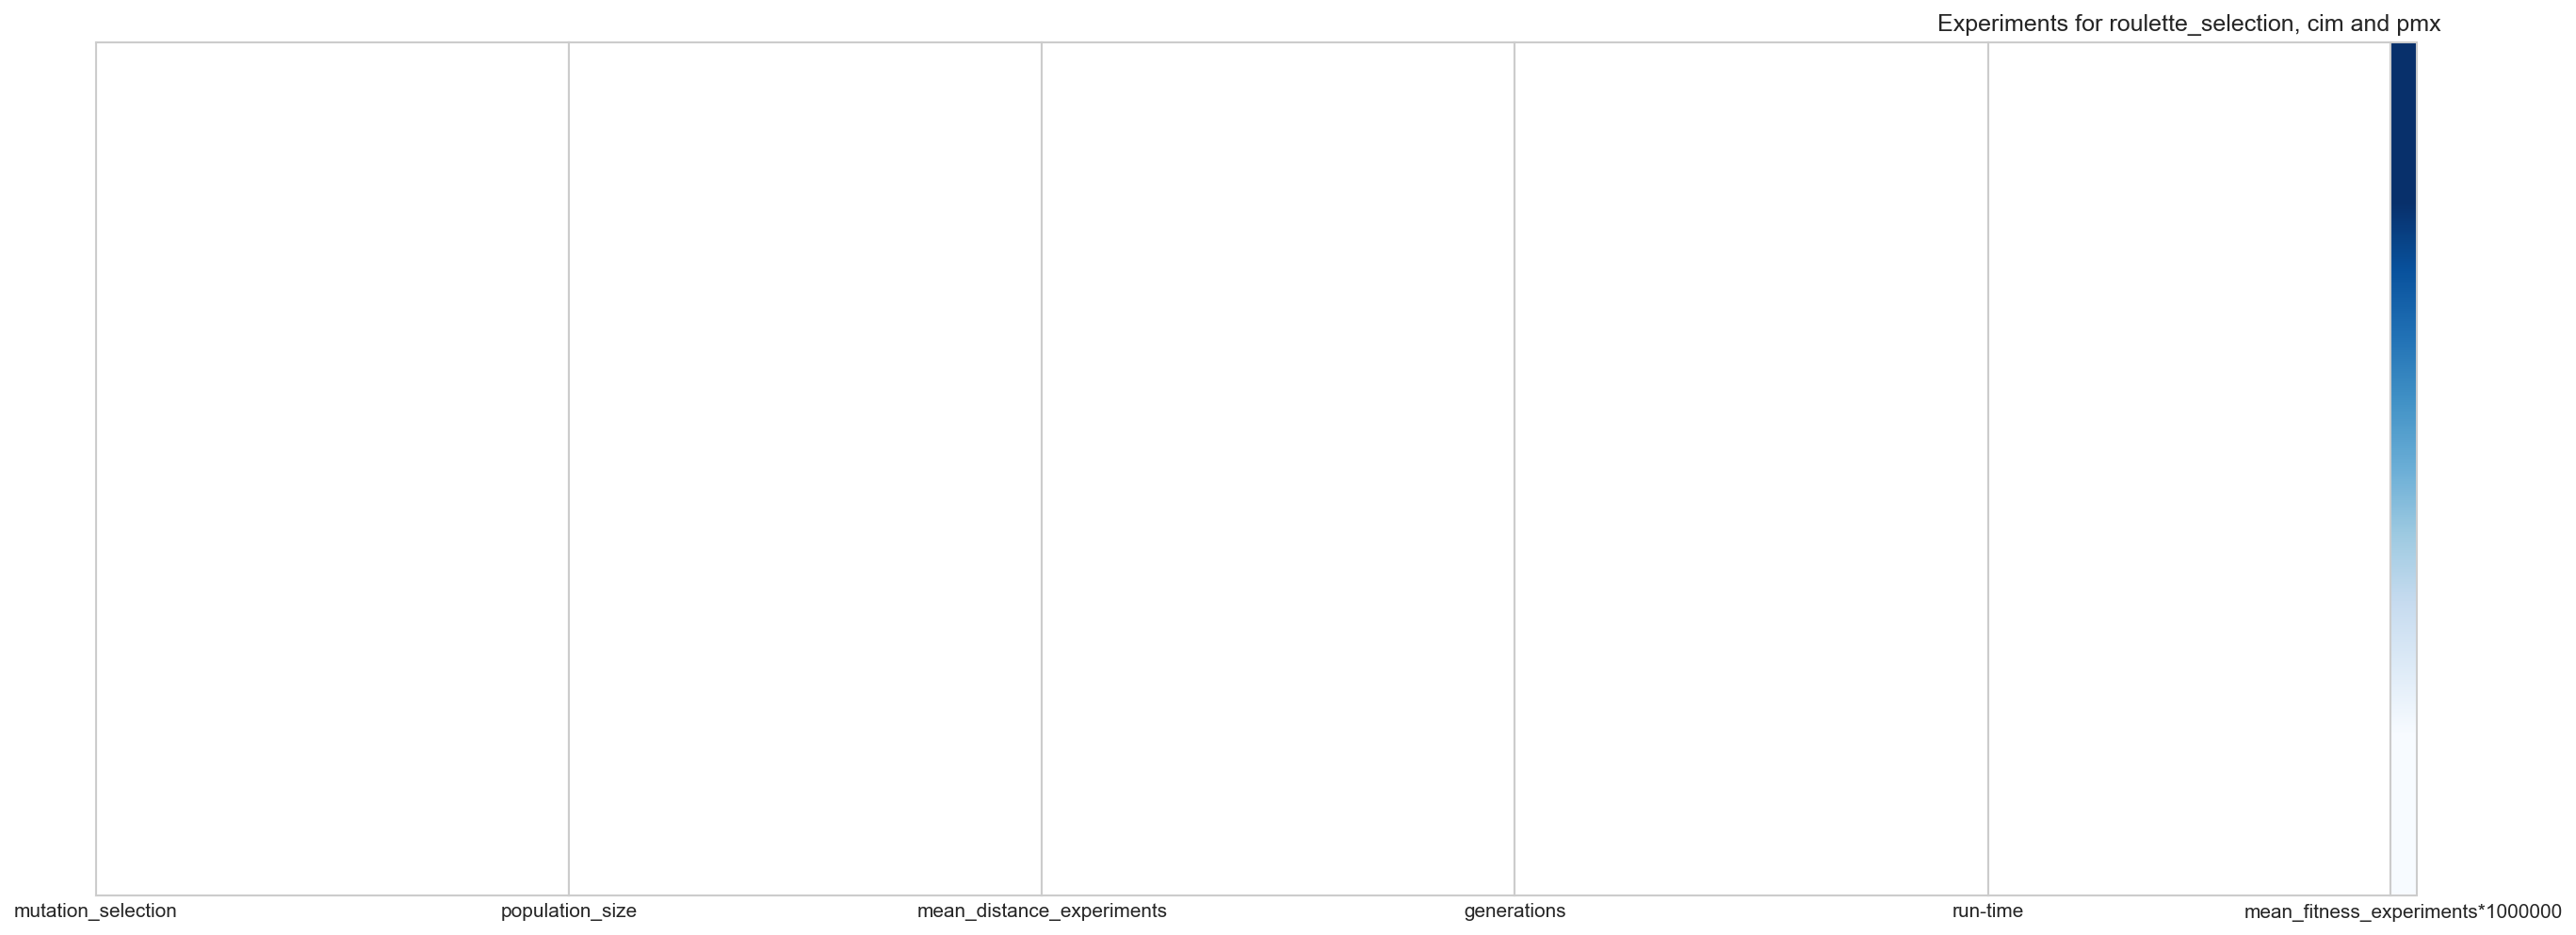 Experiments for roulette_selection, cim and pmx
mutation_selection
population_size
mean_distance_experiments
generations
run-time
mean_fitness_experiments*1000000